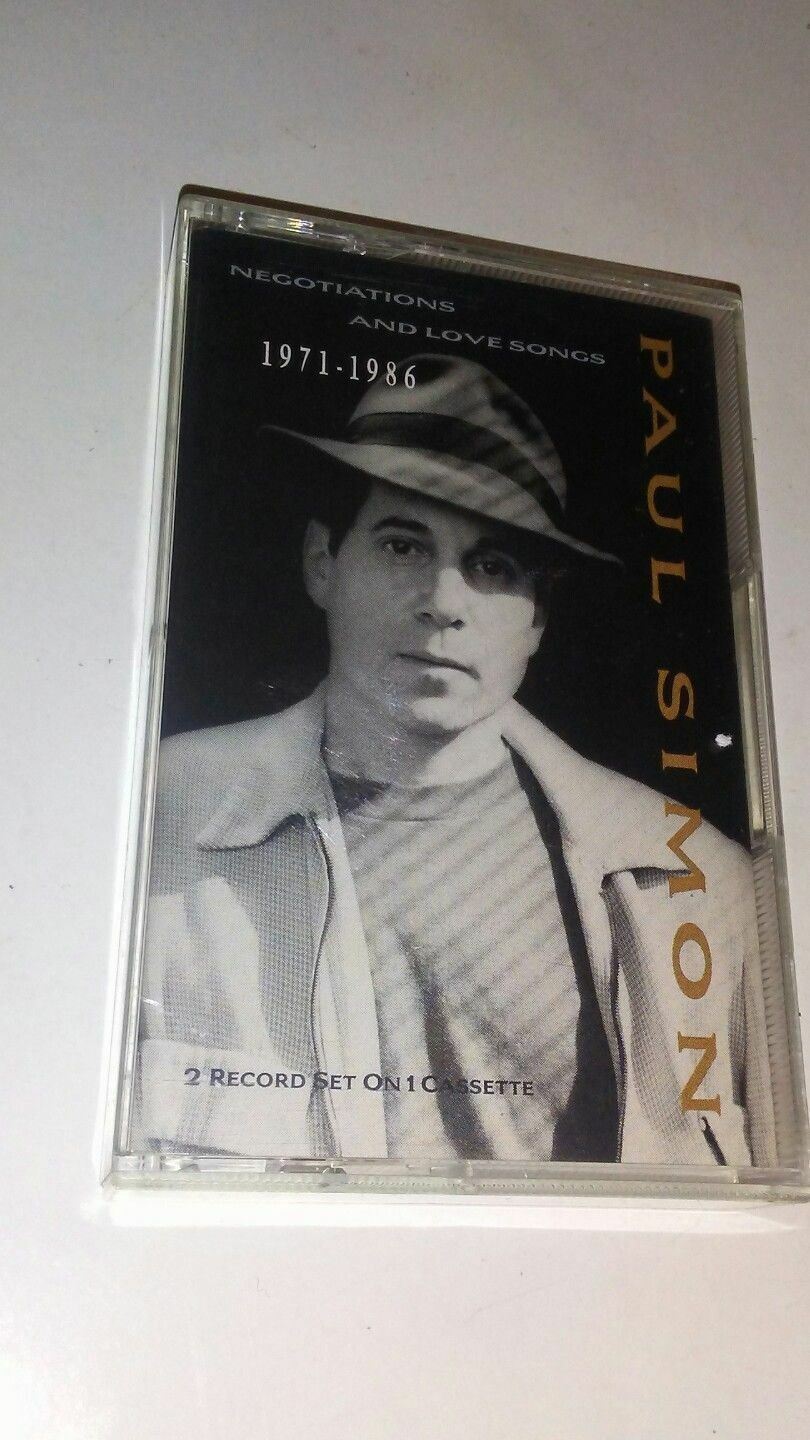 NEGOTIATIONS
AND LOVE SONGS
1971-1986
PAUL SIMON
2 RECORD SET ON 1 CASSETTE